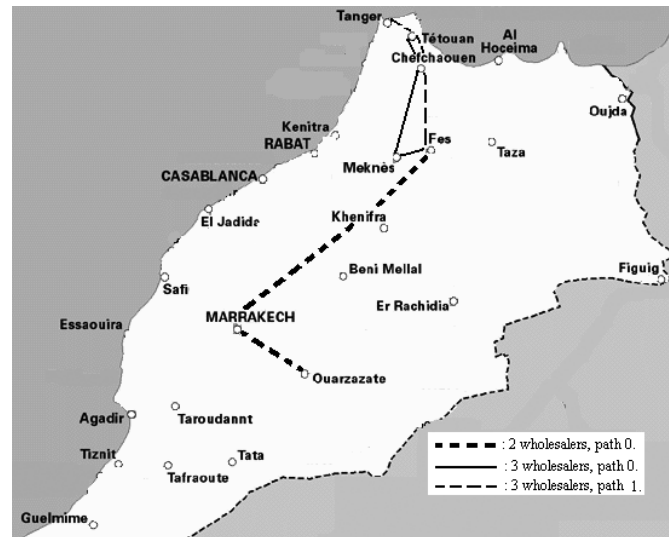 Tanger
Tétouan
Al
Hoceima
Chefchaouen
Oujda
Kenitra
RABAT
Fes
Taza
Meknès
CASABLANCA
El Jadide
Khenifra
Beni Mellal
Figuig
Safi
Er Rachidia
MARRAKECH
Essaouira
Ouarzazate
Agadir
Taroudannt
: 2 wholesalers, path 0.
Tiznit
Tata
: 3 wholesalers, path 0.
Tafraoute
: 3 wholesalers, path 1.
Guelmime